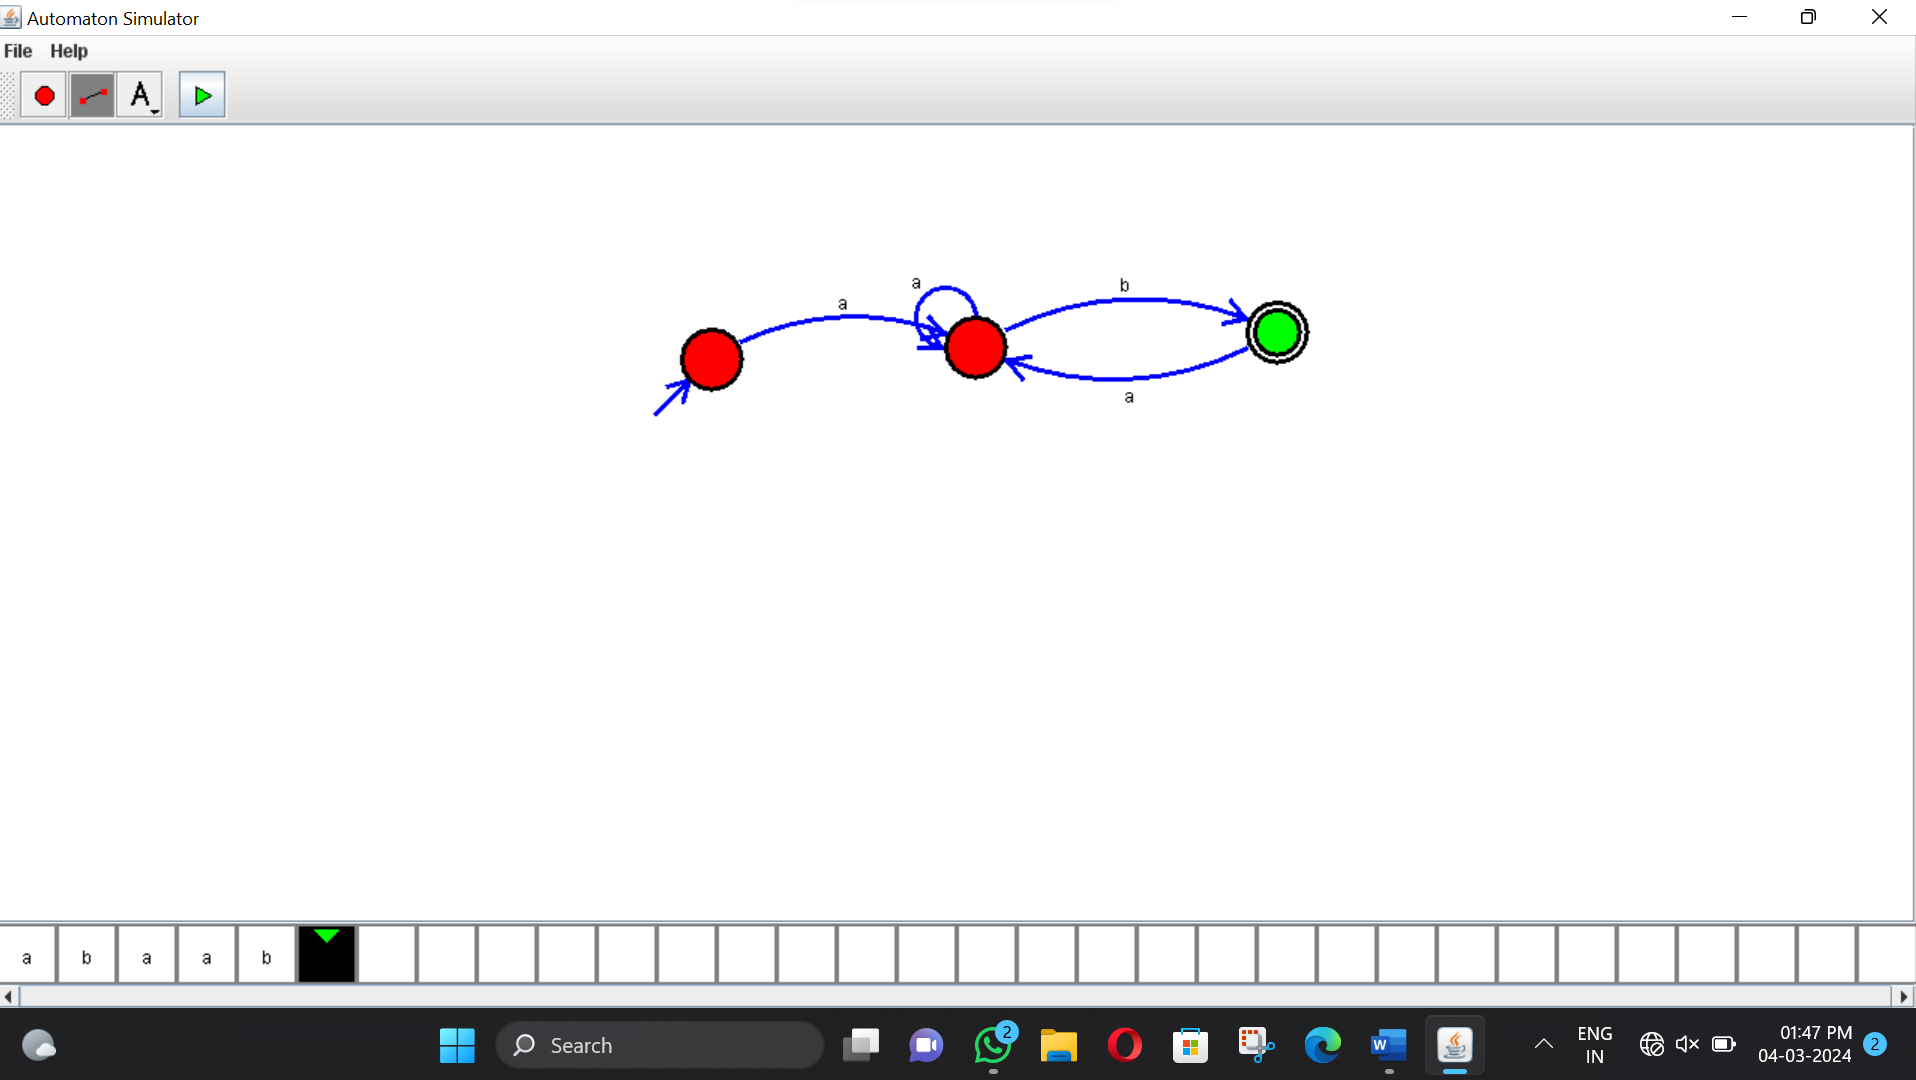 Automaton Simulator
File Help
A
a
b
a
a
a
a b a a b
Search
2
W
ENG
IN
01:47 PM
04-03-2024
2